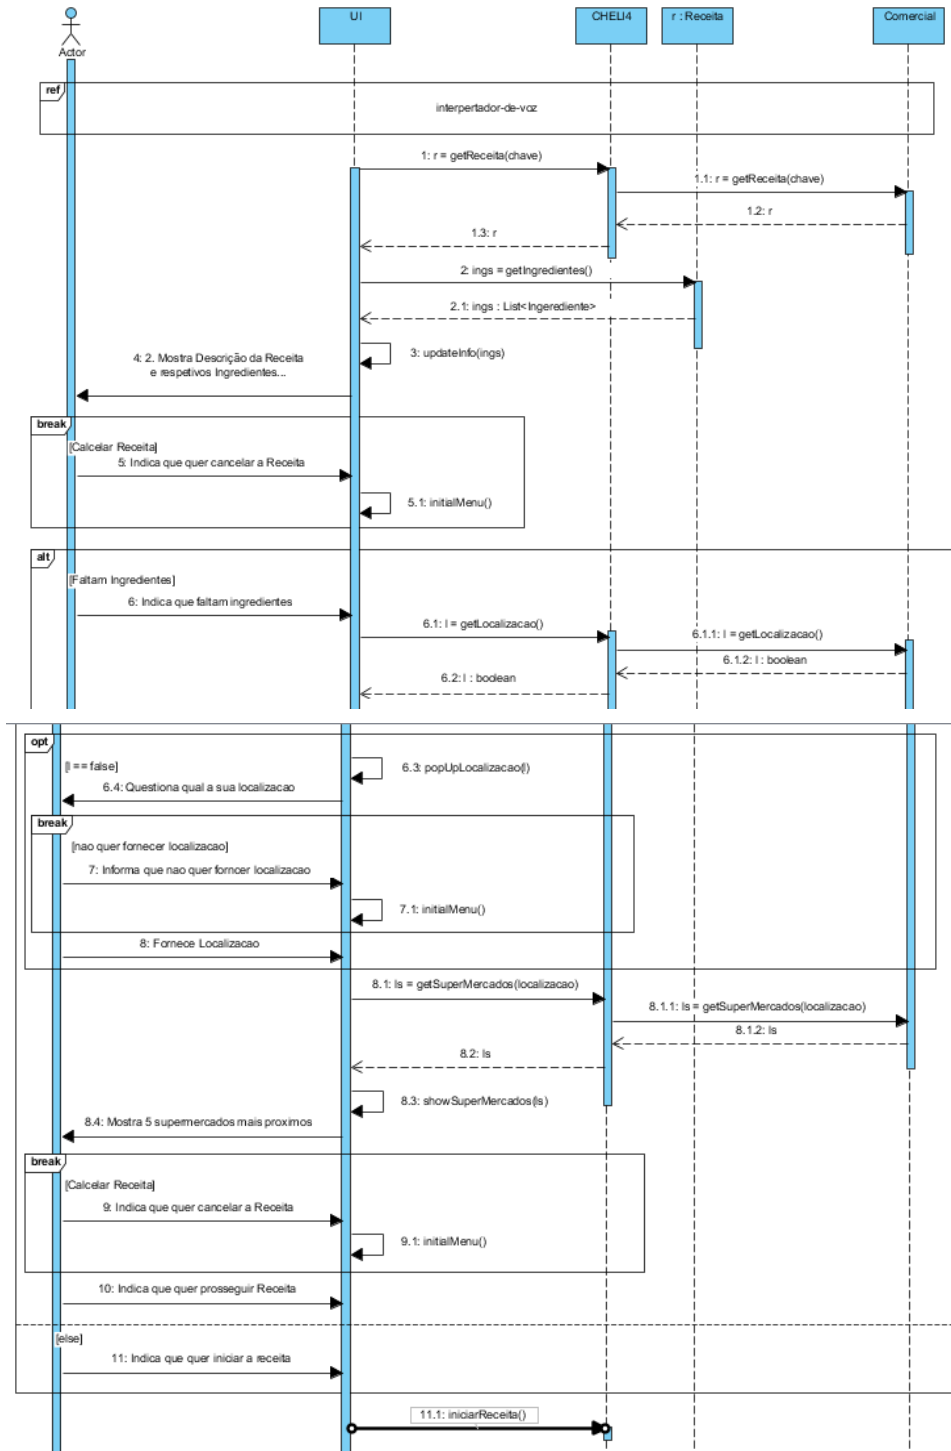 Actor
UI
CHELI4
r : Receita
Comercial
ref
interpertador-de-voz
1: r = getReceita(chave)
1.1: r = getReceita(chave)
1.2: r
1.3: r
2: ings = getIngredientes()
2.1: ings : List<Ingerediente>
3: updateInfo(ings)
4: 2. Mostra Descrição da Receita
e respetivos Ingredientes...
break
[Calcelar Receita]
5: Indica que quer cancelar a Receita
5.1: initialMenu()
alt
[Faltam Ingredientes]
6: Indica que faltam ingredientes
6.1: l = getLocalizacao()
6.1.1: l = getLocalizacao()
6.1.2: l : boolean
6.2: l : boolean
opt
[l == false]
6.3: popUpLocalizacao(l)
6.4: Questiona qual a sua localizacao
break
[nao quer fornecer localizacao]
7: Informa que nao quer forncer localizacao
7.1: initialMenu()
8: Fornece Localizacao
8.1: ls = getSuperMercados(localizacao)
8.1.1: ls = getSuperMercados(localizacao)
8.1.2: ls
8.2: ls
8.3: showSuperMercados(ls)
8.4: Mostra 5 supermercados mais proximos
break
[Calcelar Receita]
9: Indica que quer cancelar a Receita
9.1: initialMenu()
10: Indica que quer prosseguir Receita
[else]
11: Indica que quer iniciar a receita
11.1: iniciarReceita()